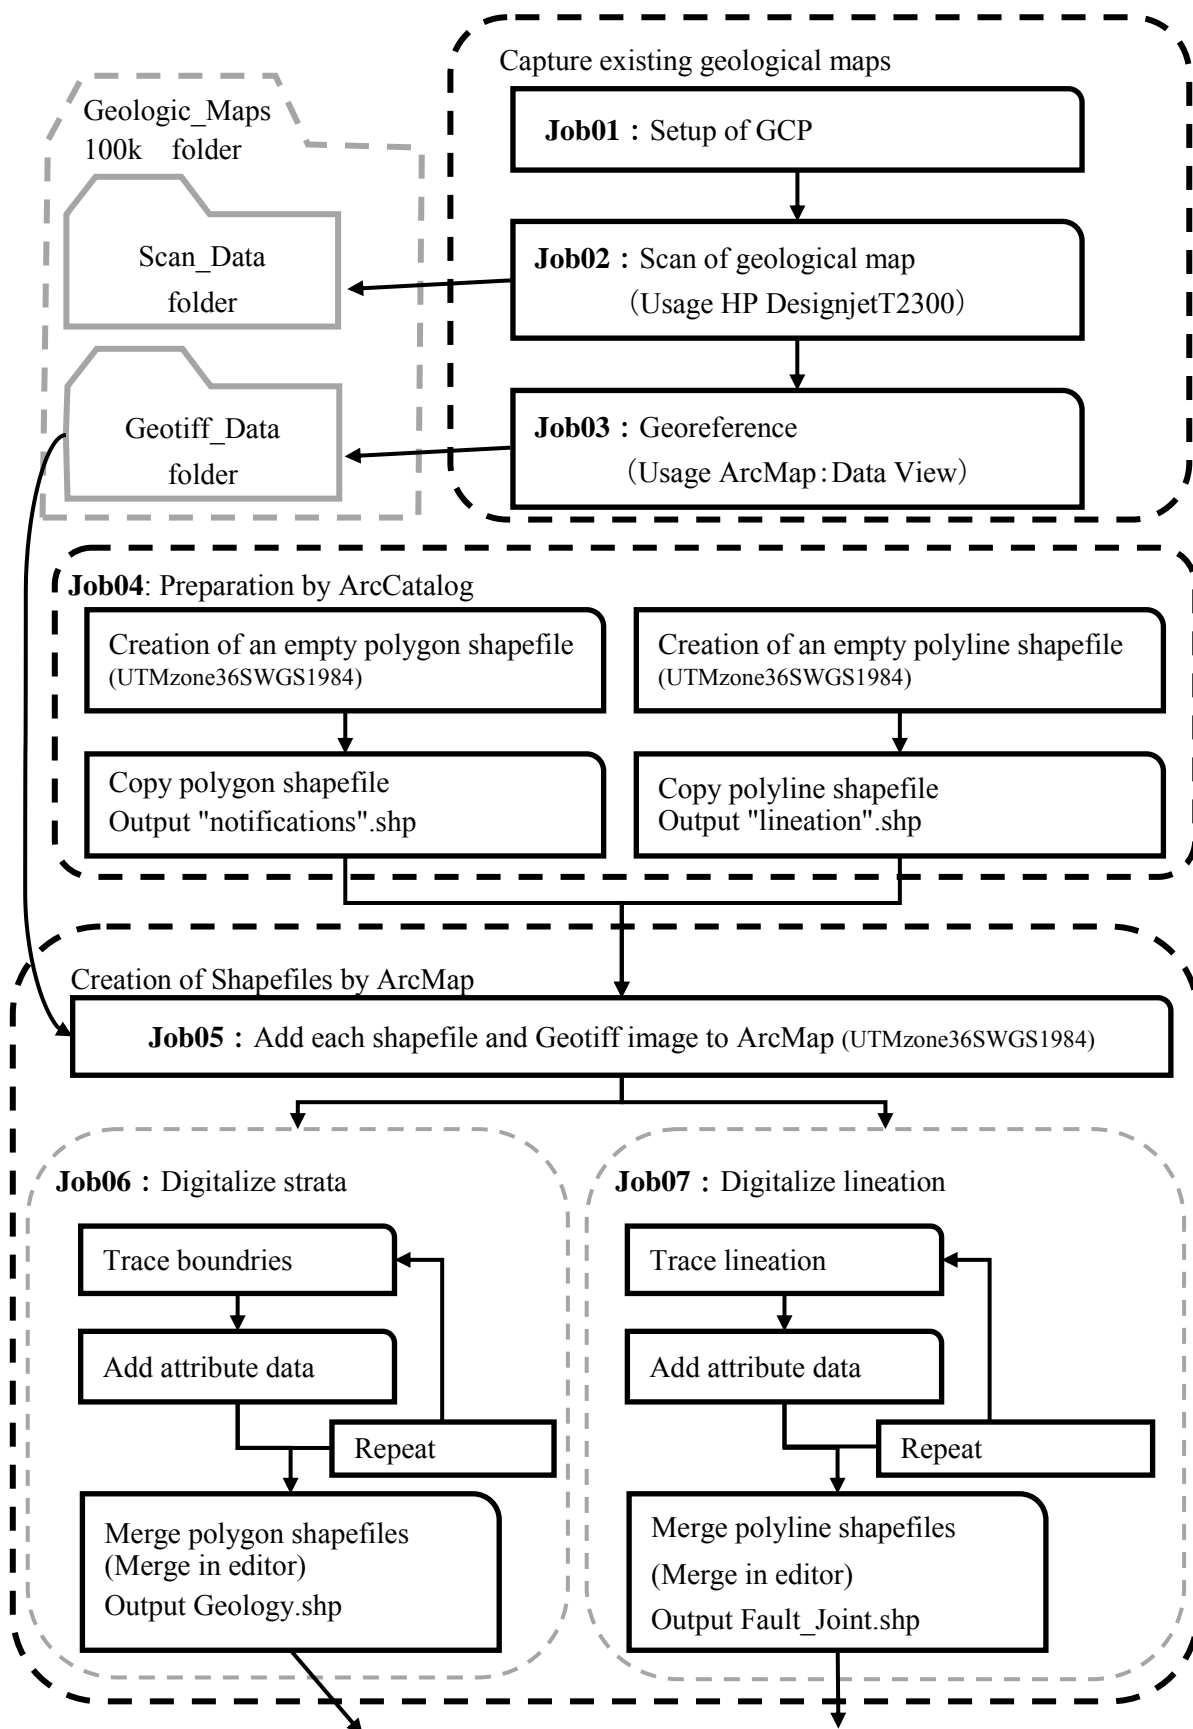 Capture existing geological maps
Geologic_Maps
100k folder
Job01：Setup of GCP
Scan_Data
folder
Job02：Scan of geological map
（Usage HP DesignjetT2300）
Geotiff_Data
folder
Job03：Georeference
（Usage ArcMap：Data View）
Job04: Preparation by ArcCatalog
Creation of an empty polygon shapefile
(UTMzone36SWGS1984)
Creation of an empty polyline shapefile
(UTMzone36SWGS1984)
Copy polygon shapefile
Output "notifications".shp
Copy polyline shapefile
Output "lineation".shp
Creation of Shapefiles by ArcMap
Job05：Add each shapefile and Geotiff image to ArcMap (UTMzone36SWGS1984)
Job06：Digitalize strata
Trace boundries
Add attribute data
Repeat
Merge polygon shapefiles
(Merge in editor)
Output Geology.shp
Job07：Digitalize lineation
Trace lineation
Add attribute data
Repeat
Merge polyline shapefiles
(Merge in editor)
Output Fault_Joint.shp